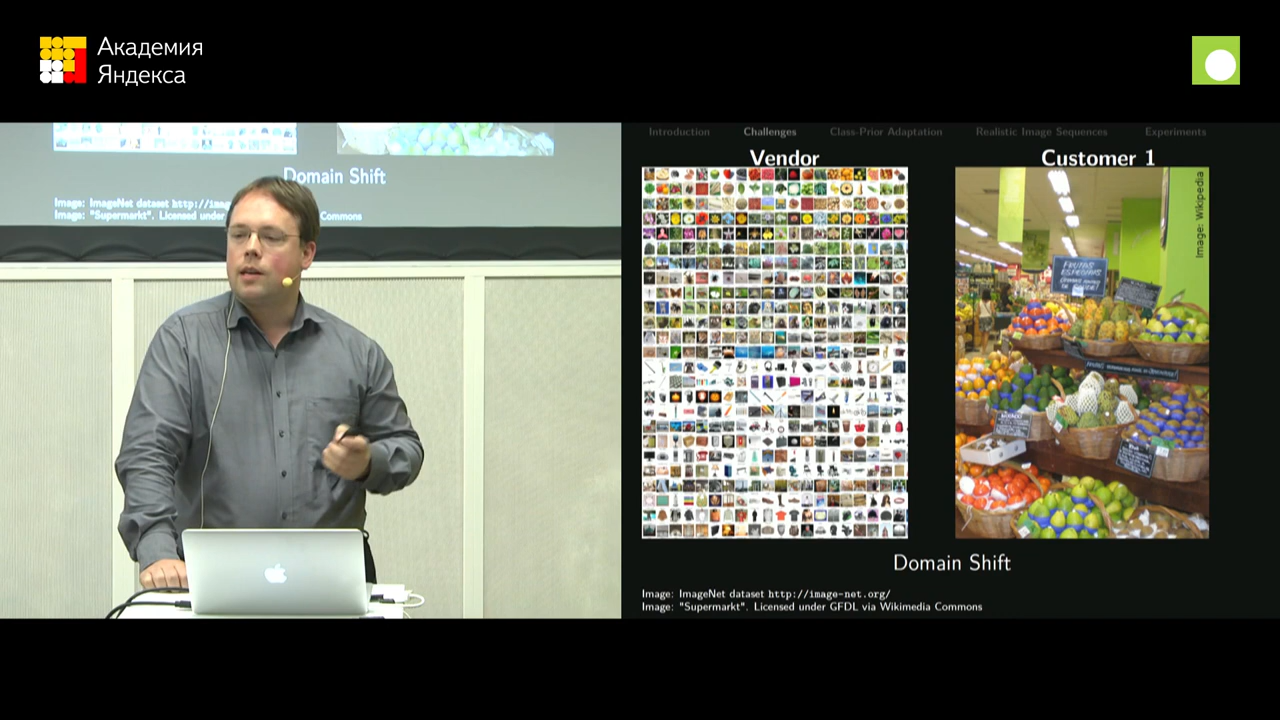 Академия
Яндекса
Domain Shift
Image: ImageNet dataset http://imag
Image: "Supermarkt". Licensed under
Commons
Introduction
Challenges
Class-Prior Adaptation
Realistic Image Sequences
Experiments
Vendor
Customer 1
Image: Wikipedia
FRUTAS
Domain Shift
Image: ImageNet dataset http://image-net.org/
Image: "Supermarkt". Licensed under GFDL via Wikimedia Commons